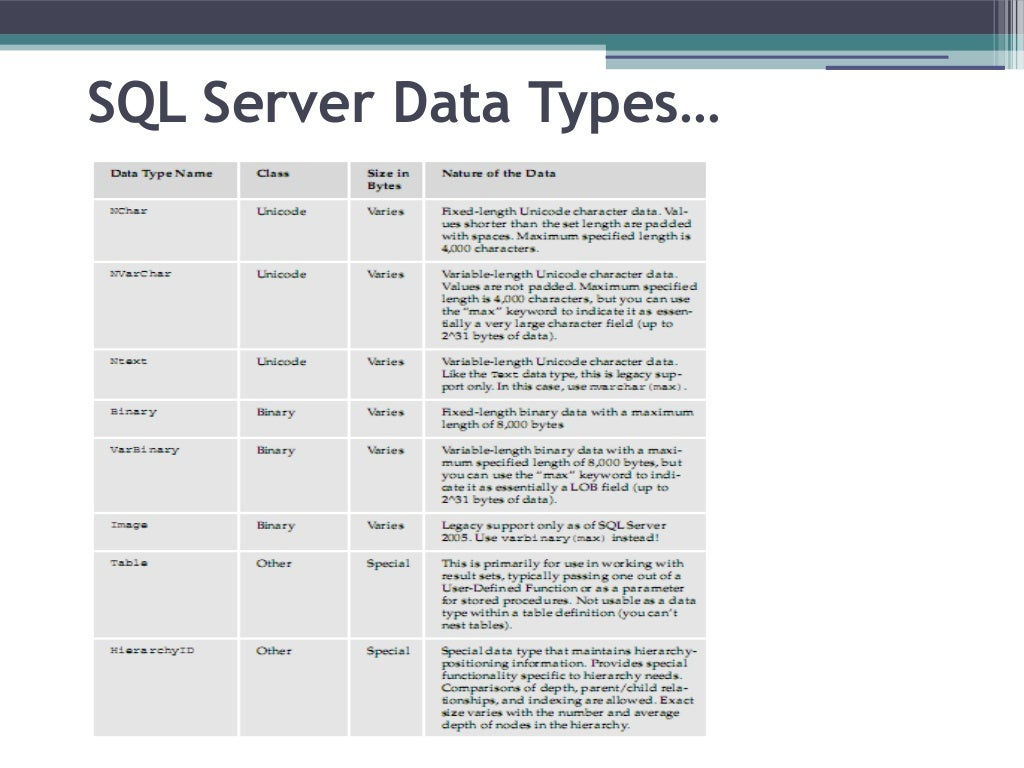 SQL Server Data Types…
Data Type Name Class Size in Bytes Nature of the Data
NChar Unicode Varies Fixed-length Unicode character data. Val-
ues shorter than the set length are padded
with spaces. Maximum specified length is
4,000 characters.
NVarChar Unicode Varies Variable-length Unicode character data.
Values are not padded. Maximum specified
length is 4,000 characters, but you can use
the “max” keyword to indicate it as essen-
tially a very large character field (up to
2^31 bytes of data).
Ntext Unicode Varies Variable-length Unicode character data.
Like the Text data type, this is legacy sup-
port only. In this case, use nvarchar(max).
Binary Binary Varies Fixed-length binary data with a maximum
length of 8,000 bytes
VarBinary Binary Varies Variable-length binary data with a maxi-
mum specified length of 8,000 bytes, but
you can use the “max” keyword to indi-
cate it as essentially a LOB field (up to
2^31 bytes of data).
Image Binary Varies Legacy support only as of SQL Server
2005. Use varbinary(max) instead!
Table Other Special This is primarily for use in working with
result sets, typically passing one out of a
User-Defined Function or as a parameter
for stored procedures. Not usable as a data
type within a table definition (you can’t
nest tables).
HierarchyID Other Special Special data type that maintains hierarchy-
positioning information. Provides special
functionality specific to hierarchy needs.
Comparisons of depth, parent/child rela-
tionships, and indexing are allowed. Exact
size varies with the number and average
depth of nodes in the hierarchy.